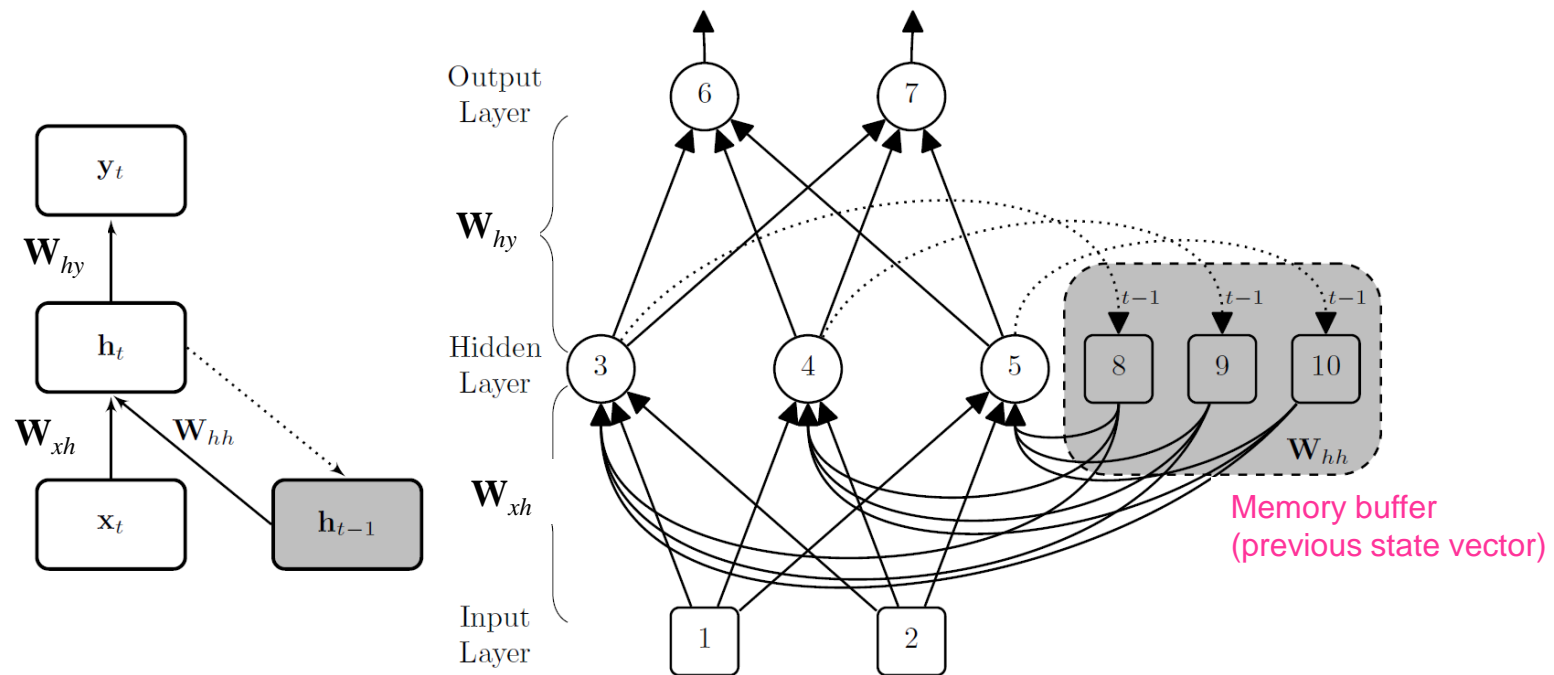 y_t
W_hy
h_t
W_xh
W_hh
x_t
h_{t−1}
Output
Layer
6
7
W_hy
Hidden
Layer
3
4
5
t−1
t−1
t−1
8
9
10
W_hh
W_xh
Memory buffer
(previous state vector)
Input
Layer
1
2